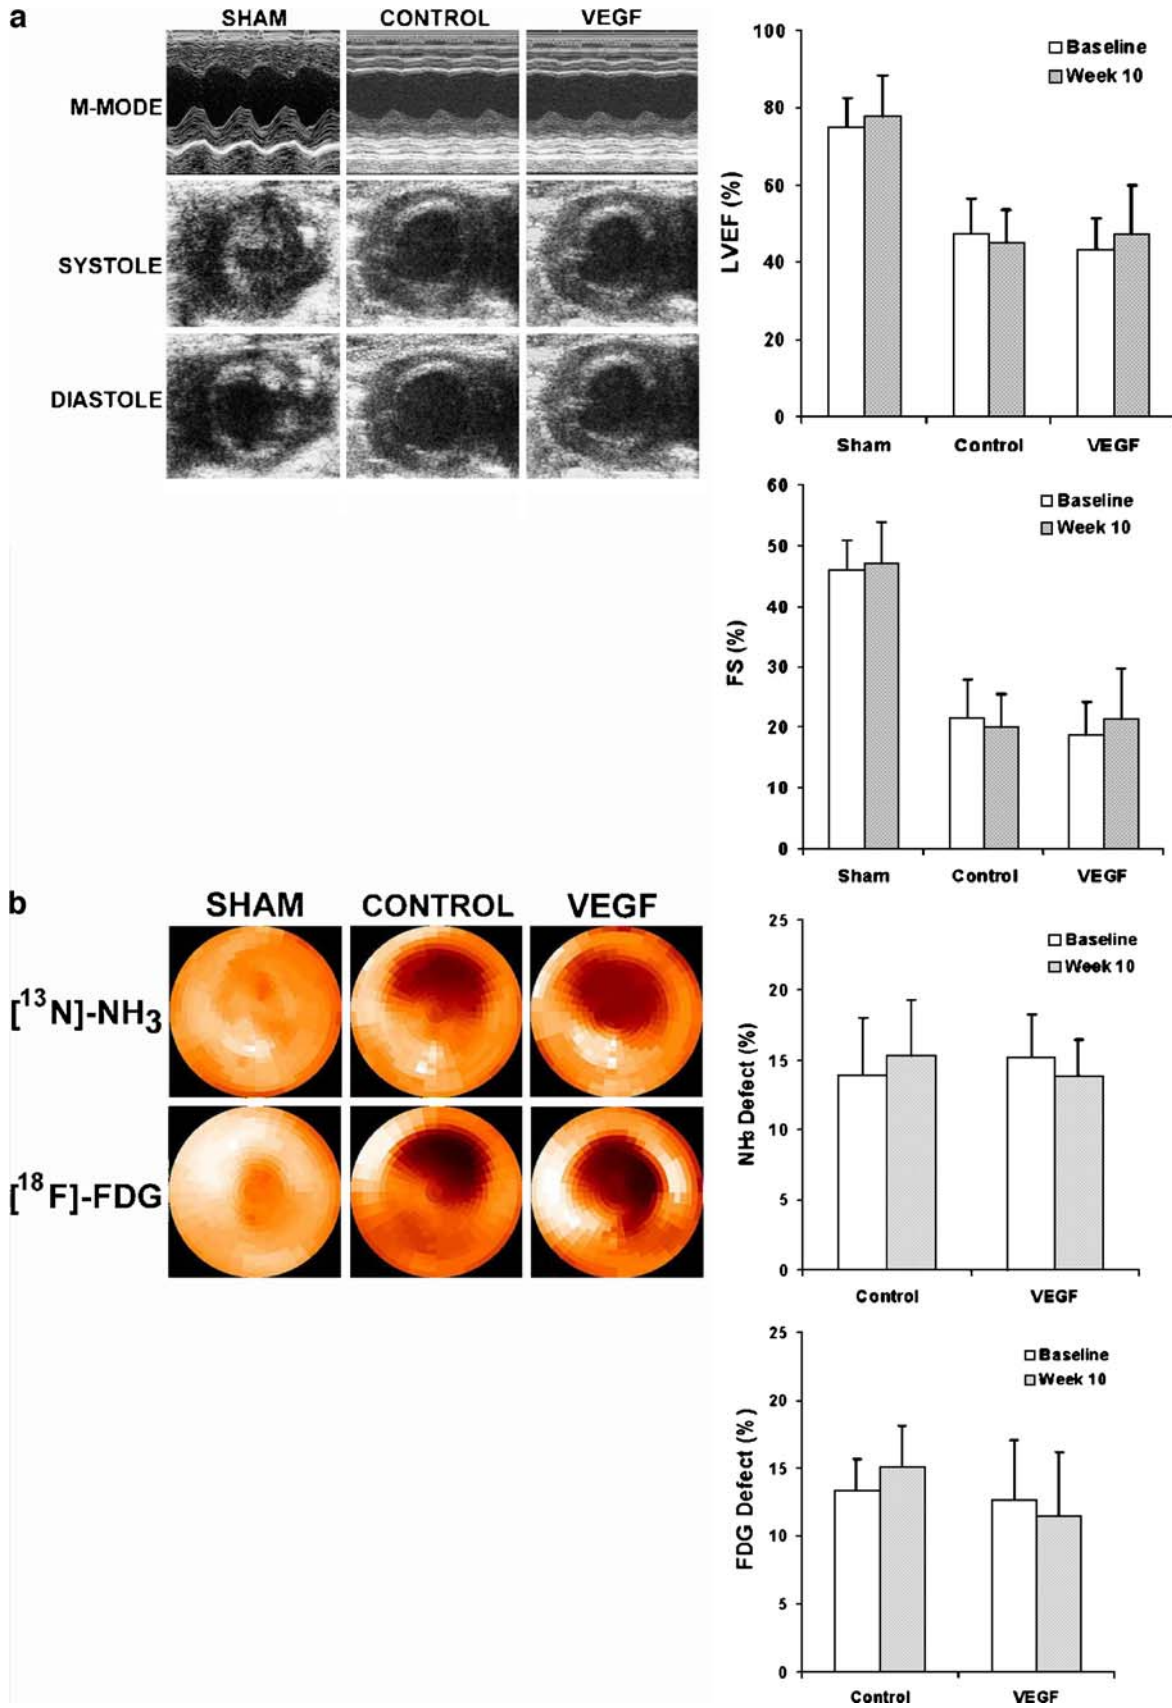 a
SHAM CONTROL VEGF
M-MODE
SYSTOLE
DIASTOLE
100
80
60
40
20
0
LVEF (%)
Baseline
Week 10
Sham Control VEGF
60
50
40
30
20
10
0
FS (%)
Baseline
Week 10
Sham Control VEGF
b
SHAM CONTROL VEGF
[13N]-NH3
[18F]-FDG
25
20
15
10
5
0
NH3 Defect (%)
Baseline
Week 10
Control VEGF
25
20
15
10
5
0
FDG Defect (%)
Baseline
Week 10
Control VEGF